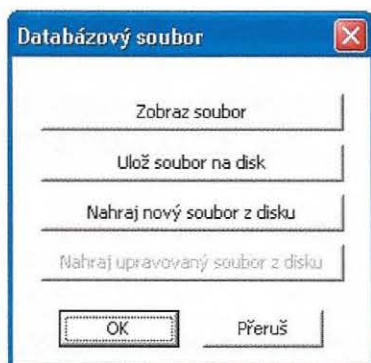 Databázový soubor
Zobraz soubor
Ulož soubor na disk
Nahraj nový soubor z disku
Nahraj upravovaný soubor z disku
OK Přeruš